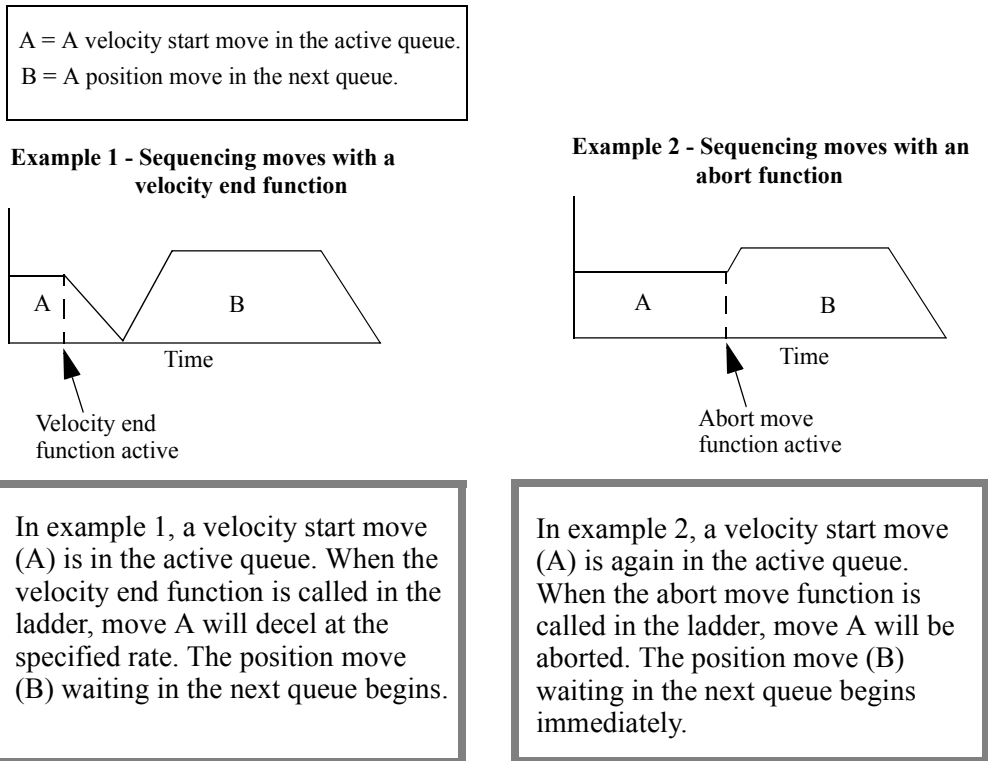 A = A velocity start move in the active queue.
B = A position move in the next queue.
Example 1 - Sequencing moves with a
velocity end function
A
B
Time
Velocity end
function active
In example 1, a velocity start move
(A) is in the active queue. When the
velocity end function is called in the
ladder, move A will decel at the
specified rate. The position move
(B) waiting in the next queue begins.
Example 2 - Sequencing moves with an
abort function
A
B
Time
Abort move
function active
In example 2, a velocity start move
(A) is again in the active queue.
When the abort move function is
called in the ladder, move A will be
aborted. The position move (B)
waiting in the next queue begins
immediately.